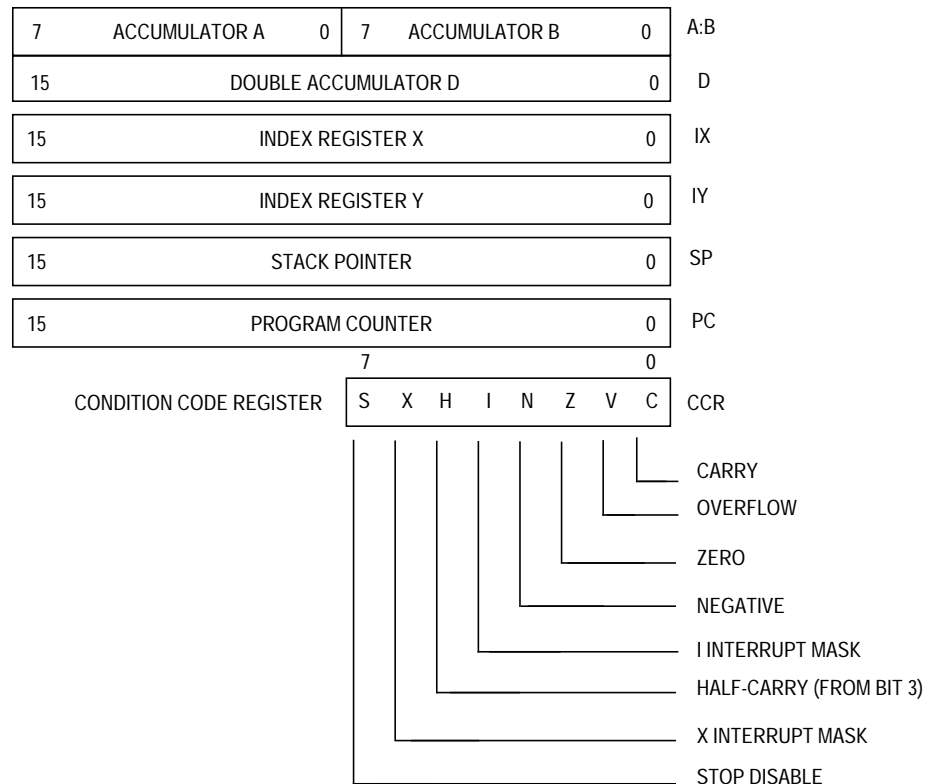 7 ACCUMULATOR A 0 7 ACCUMULATOR B 0 A:B
15 DOUBLE ACCUMULATOR D 0 D
15 INDEX REGISTER X 0 IX
15 INDEX REGISTER Y 0 IY
15 STACK POINTER 0 SP
15 PROGRAM COUNTER 0 PC
7 0
CONDITION CODE REGISTER S X H I N Z V C CCR
CARRY
OVERFLOW
ZERO
NEGATIVE
I INTERRUPT MASK
HALF-CARRY (FROM BIT 3)
X INTERRUPT MASK
STOP DISABLE